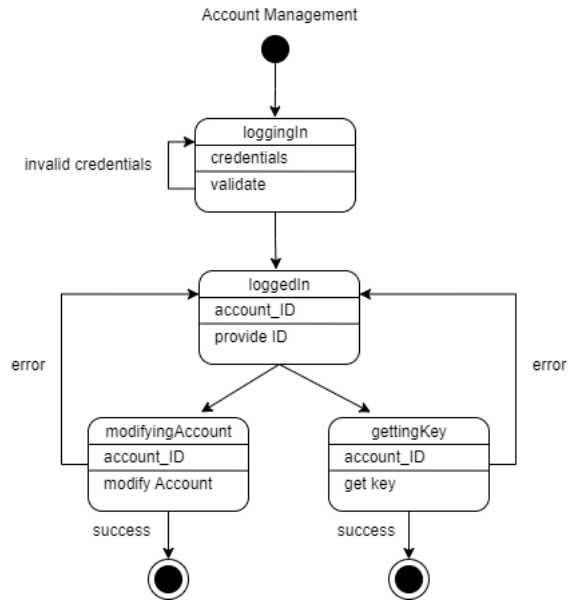 Account Management
loggingIn
credentials
validate
invalid credentials
loggedIn
account_ID
provide ID
error
error
modifyingAccount
account_ID
modify Account
gettingKey
account_ID
get key
success
success